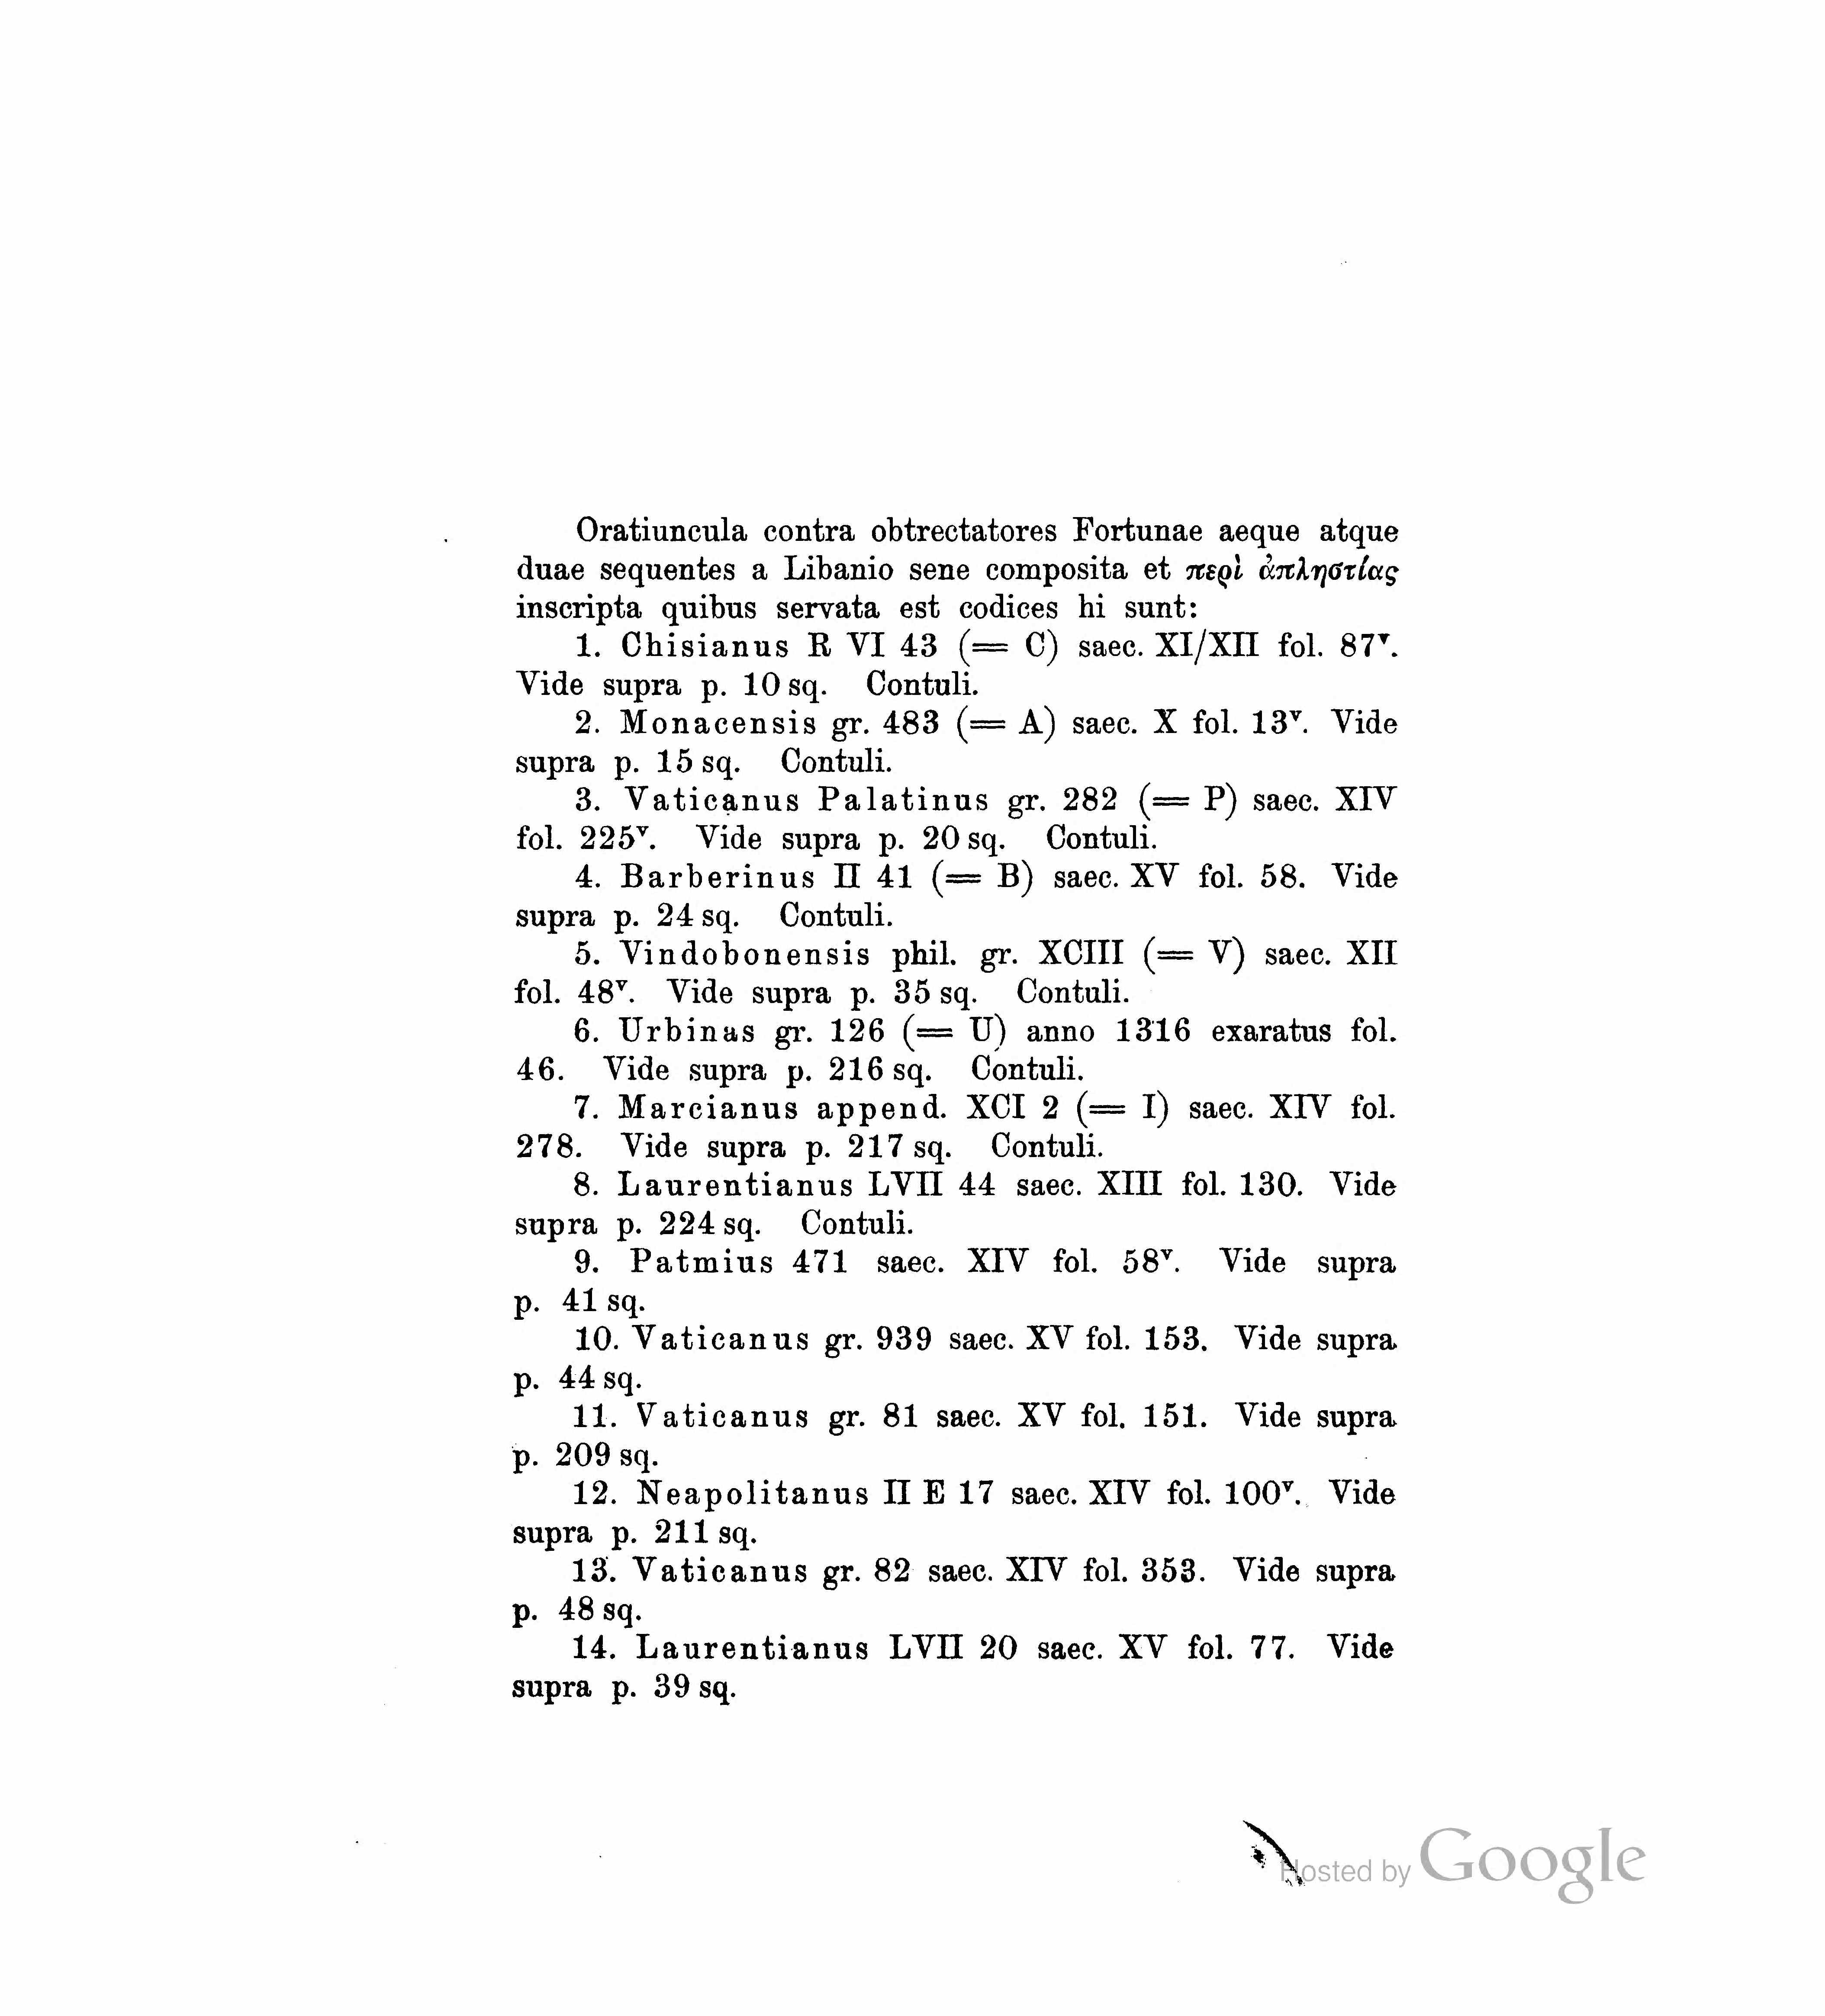 Oratiuncula contra obtrectatores Fortunae aeque atque
duae sequentes a Libanio sene composita et περὶ ἀπληστίας
inscripta quibus servata est codices hi sunt:
1. Chisianus R VI 43 (= C) saec. XI/XII fol. 87ᵛ.
Vide supra p. 10 sq. Contuli.
2. Monacensis gr. 483 (= A) saec. X fol. 13ᵛ. Vide
supra p. 15 sq. Contuli.
3. Vaticanus Palatinus gr. 282 (= P) saec. XIV
fol. 225ᵛ. Vide supra p. 20 sq. Contuli.
4. Barberinus II 41 (= B) saec. XV fol. 58. Vide
supra p. 24 sq. Contuli.
5. Vindobonensis phil. gr. XCIII (= V) saec. XII
fol. 48ᵛ. Vide supra p. 35 sq. Contuli.
6. Urbinas gr. 126 (= U) anno 1316 exaratus fol.
46. Vide supra p. 216 sq. Contuli.
7. Marcianus append. XCI 2 (= I) saec. XIV fol.
278. Vide supra p. 217 sq. Contuli.
8. Laurentianus LVII 44 saec. XIII fol. 130. Vide
supra p. 224 sq. Contuli.
9. Patmius 471 saec. XIV fol. 58ᵛ. Vide supra
p. 41 sq.
10. Vaticanus gr. 939 saec. XV fol. 153. Vide supra
p. 44 sq.
11. Vaticanus gr. 81 saec. XV fol. 151. Vide supra
p. 209 sq.
12. Neapolitanus II E 17 saec. XIV fol. 100ᵛ. Vide
supra p. 211 sq.
13. Vaticanus gr. 82 saec. XIV fol. 353. Vide supra
p. 48 sq.
14. Laurentianus LVII 20 saec. XV fol. 77. Vide
supra p. 39 sq.
Hosted by Google